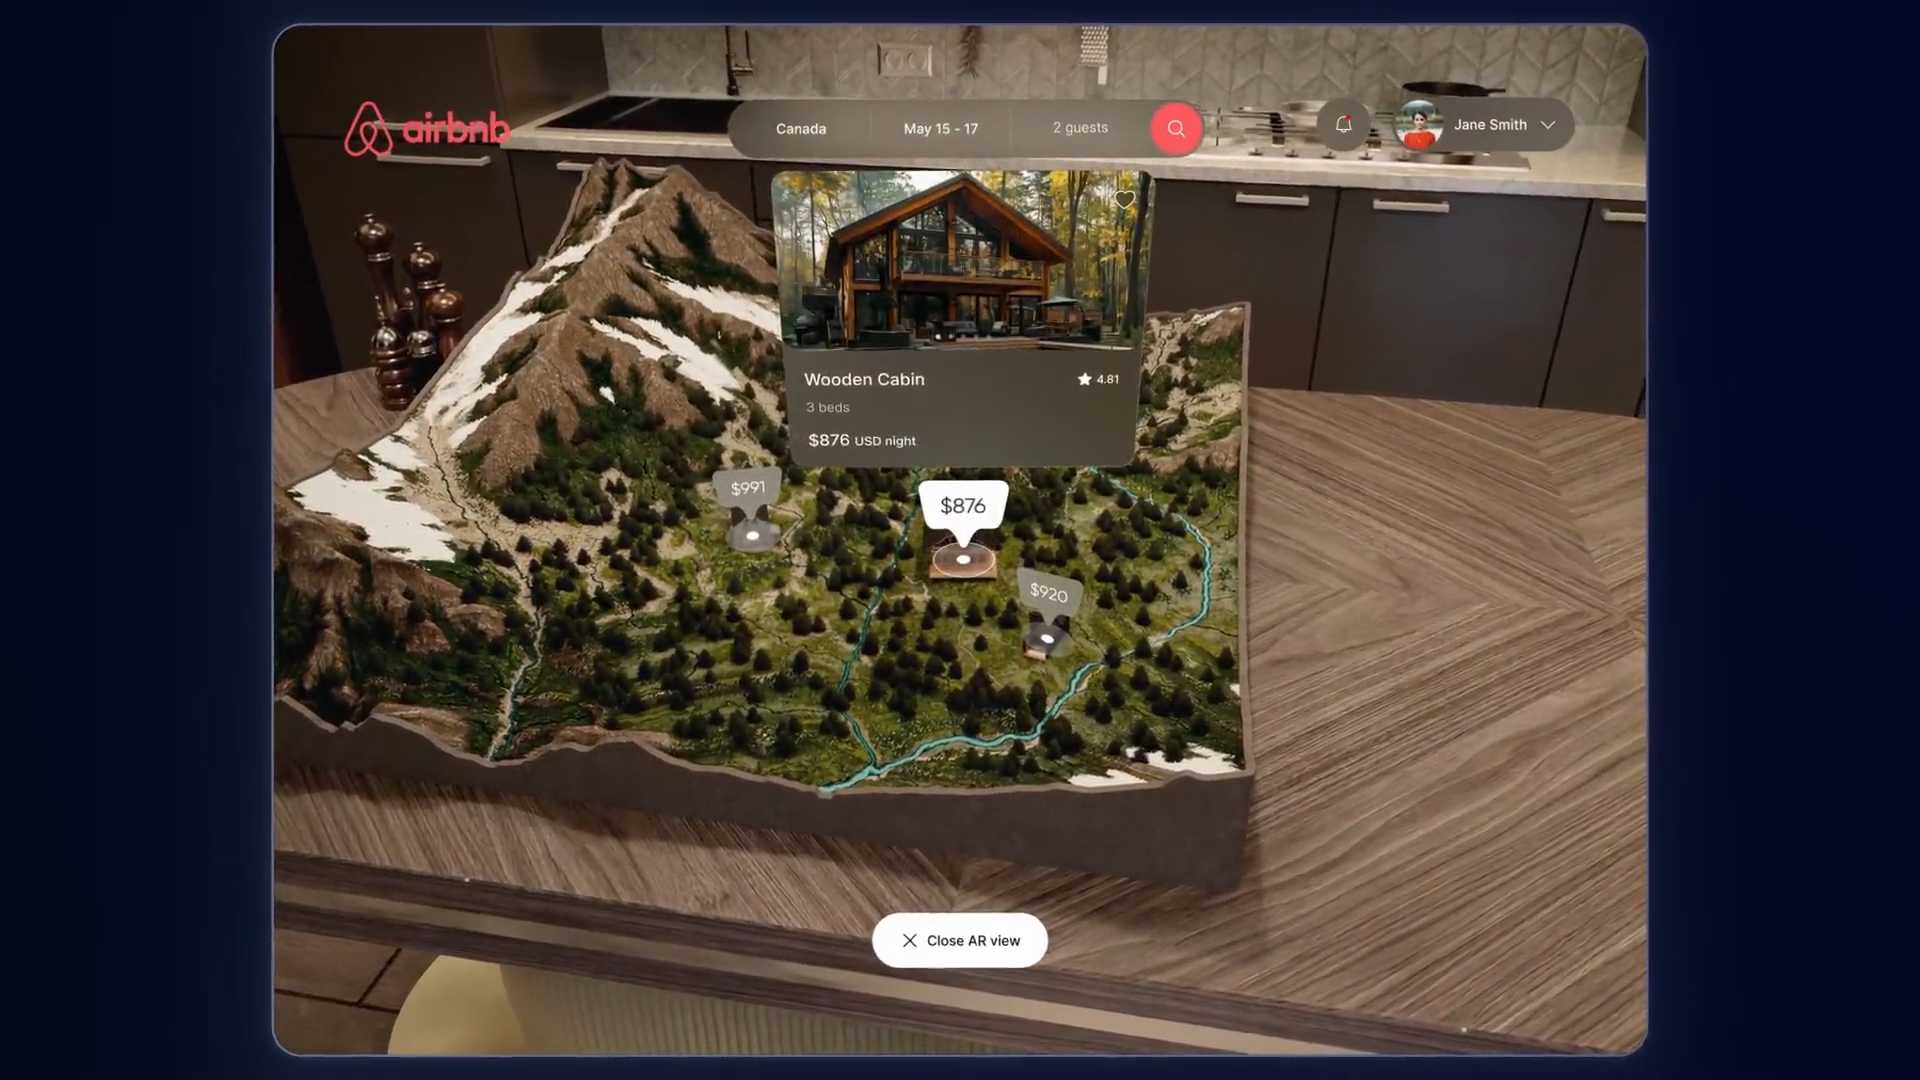 airbnb
Canada
May 15 - 17
2 guests
Jane Smith
Wooden Cabin
4.81
3 beds
$876 USD night
$991
$876
$920
Close AR view